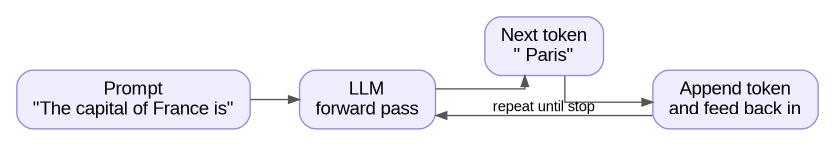 Prompt
"The capital of France is"
LLM
forward pass
Next token
" Paris"
Append token
and feed back in
repeat until stop